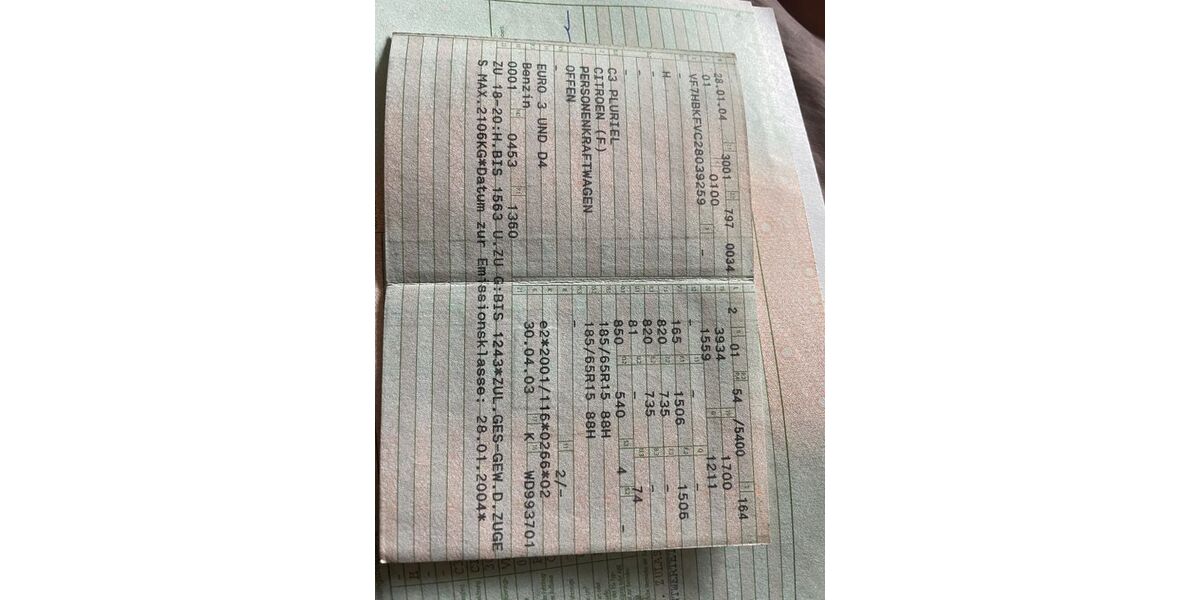 28.01.04 3001 797 0034 2 01 54 /5400 164
01 0100 3934 1700
VF7HBKFVC28039259 - 1559 1211
- - - -
H 165 1506 1506
- 820 735 -
- 820 735 -
- 81 - 74
C3 PLURIEL 850 540 4 -
CITROEN (F) 185/65R15 88H
PERSONENKRAFTWAGEN 185/65R15 88H
OFFEN -
- 2/-
EURO 3 UND D4 e2*2001/116*0266*02
Benzin 30.04.03 K WD993701
0001 0453 1360
ZU 18-20:H.BIS 1563 U.ZU G:BIS 1243*ZUL.GES-GEW.D.ZUGE
S MAX.2106KG*Datum zur Emissionsklasse: 28.01.2004*